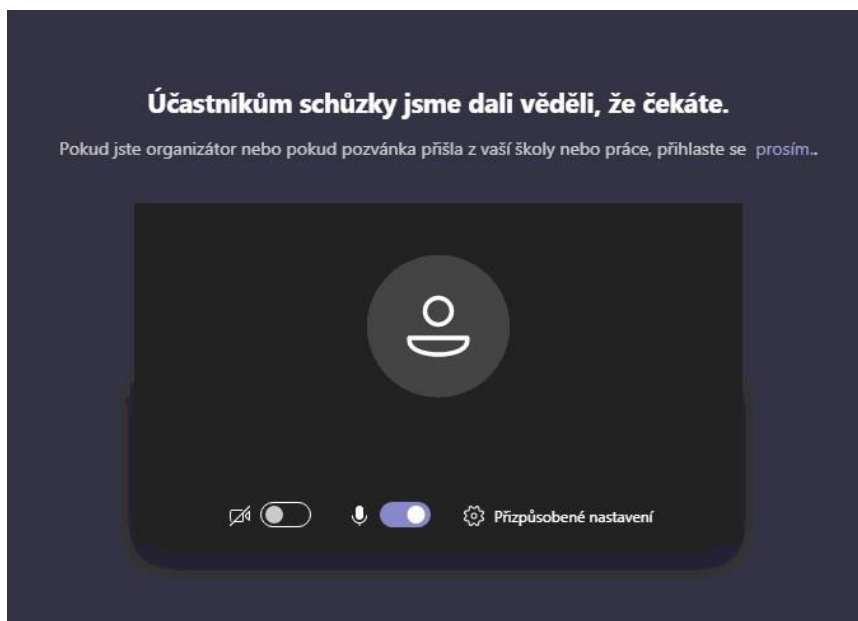 Účastníkům schůzky jsme dali věděli, že čekáte.
Pokud jste organizátor nebo pokud pozvánka přišla z vaší školy nebo práce, přihlaste se prosím..
Přizpůsobené nastavení